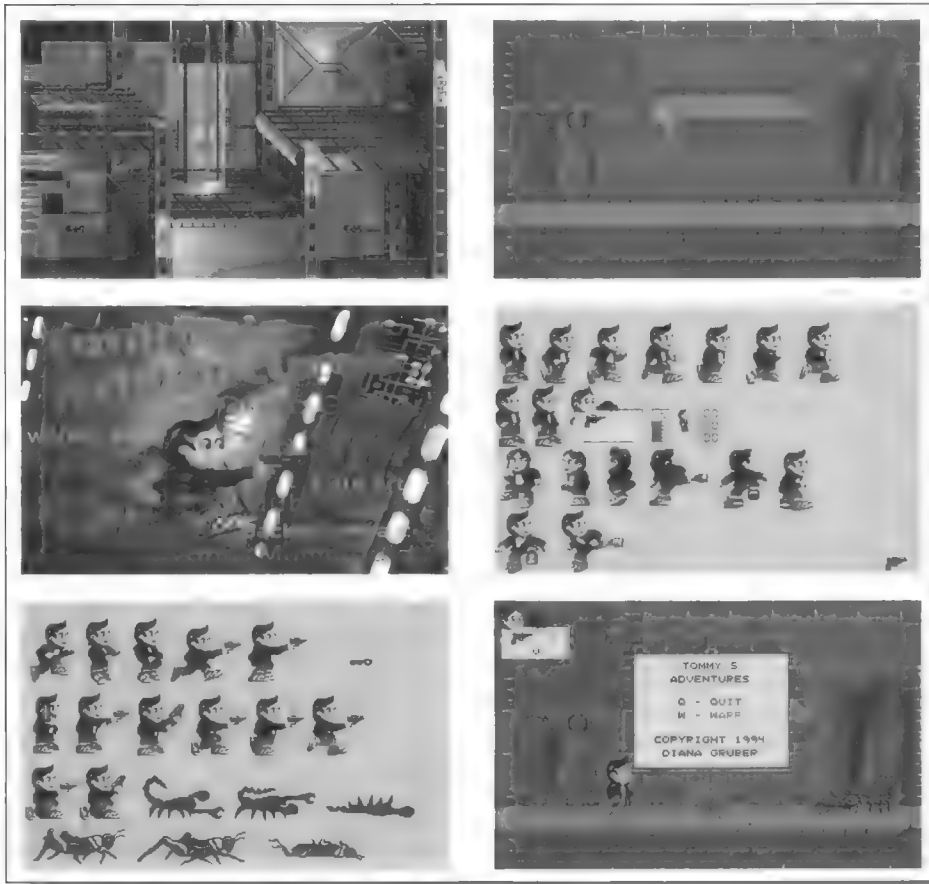 TOMMY S
ADVENTURES
Q - QUIT
W - WARP
COPYRIGHT 1994
DIANA GRUBER